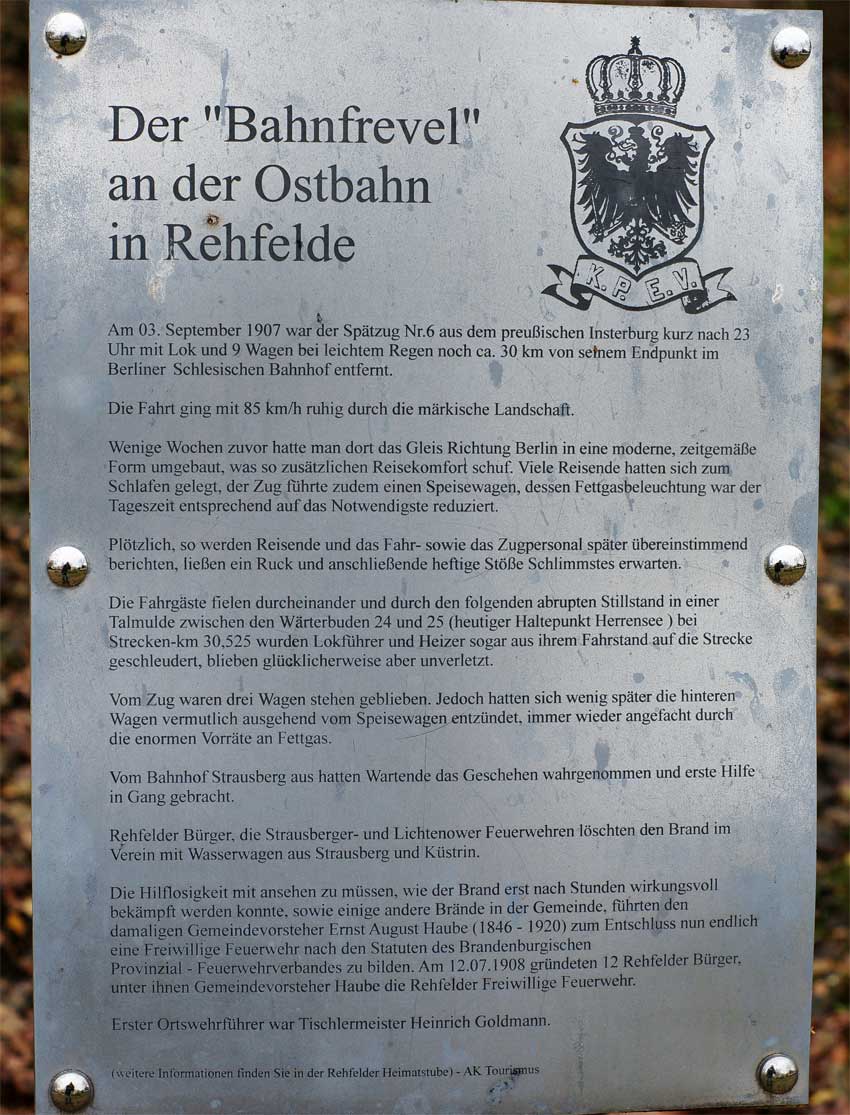 Der "Bahnfrevel"
an der Ostbahn
in Rehfelde
K. P. E. V.
Am 03. September 1907 war der Spätzug Nr.6 aus dem preußischen Insterburg kurz nach 23
Uhr mit Lok und 9 Wagen bei leichtem Regen noch ca. 30 km von seinem Endpunkt im
Berliner Schlesischen Bahnhof entfernt.
Die Fahrt ging mit 85 km/h ruhig durch die märkische Landschaft.
Wenige Wochen zuvor hatte man dort das Gleis Richtung Berlin in eine moderne, zeitgemäße
Form umgebaut, was so zusätzlichen Reisekomfort schuf. Viele Reisende hatten sich zum
Schlafen gelegt, der Zug führte zudem einen Speisewagen, dessen Fettgasbeleuchtung war der
Tageszeit entsprechend auf das Notwendigste reduziert.
Plötzlich, so werden Reisende und das Fahr- sowie das Zugpersonal später übereinstimmend
berichten, ließen ein Ruck und anschließende heftige Stöße Schlimmstes erwarten.
Die Fahrgäste fielen durcheinander und durch den folgenden abrupten Stillstand in einer
Talmulde zwischen den Wärterbuden 24 und 25 (heutiger Haltepunkt Herrensee ) bei
Strecken-km 30,525 wurden Lokführer und Heizer sogar aus ihrem Fahrstand auf die Strecke
geschleudert, blieben glücklicherweise aber unverletzt.
Vom Zug waren drei Wagen stehen geblieben. Jedoch hatten sich wenig später die hinteren
Wagen vermutlich ausgehend vom Speisewagen entzündet, immer wieder angefacht durch
die enormen Vorräte an Fettgas.
Vom Bahnhof Strausberg aus hatten Wartende das Geschehen wahrgenommen und erste Hilfe
in Gang gebracht.
Rehfelder Bürger, die Strausberger- und Lichtenower Feuerwehren löschten den Brand im
Verein mit Wasserwagen aus Strausberg und Küstrin.
Die Hilflosigkeit mit ansehen zu müssen, wie der Brand erst nach Stunden wirkungsvoll
bekämpft werden konnte, sowie einige andere Brände in der Gemeinde, führten den
damaligen Gemeindevorsteher Ernst August Haube (1846 - 1920) zum Entschluss nun endlich
eine Freiwillige Feuerwehr nach den Statuten des Brandenburgischen
Provinzial - Feuerwehrverbandes zu bilden. Am 12.07.1908 gründeten 12 Rehfelder Bürger,
unter ihnen Gemeindevorsteher Haube die Rehfelder Freiwillige Feuerwehr.
Erster Ortswehrführer war Tischlermeister Heinrich Goldmann.
(weitere Informationen finden Sie in der Rehfelder Heimatstube) - AK Tourismus